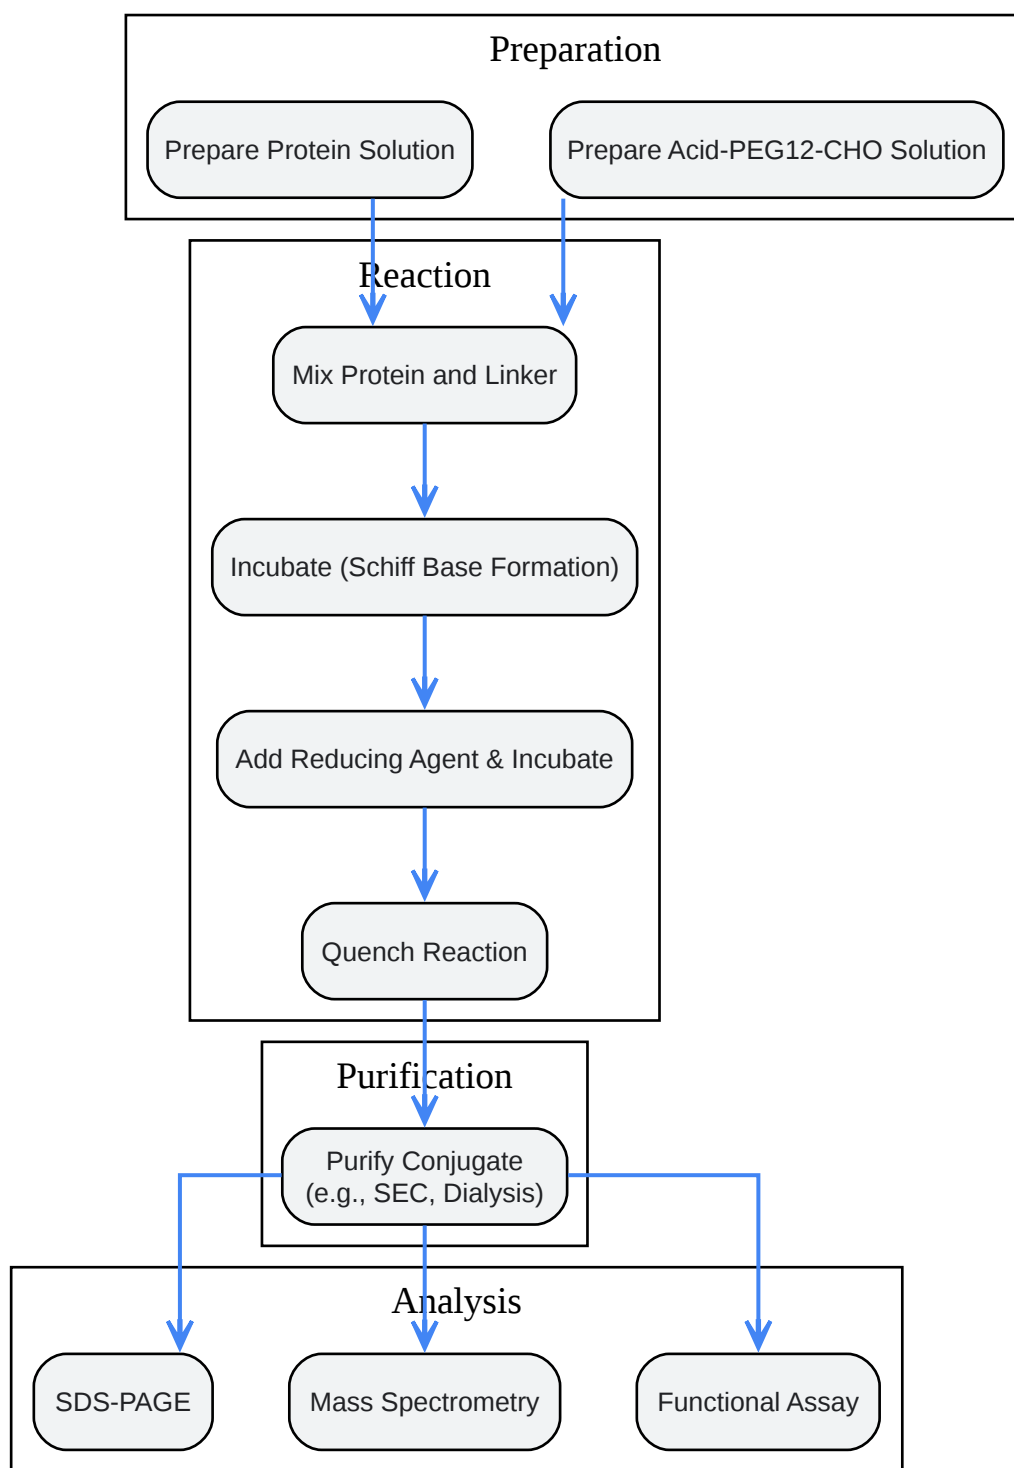 Preparation
Prepare Protein Solution
Prepare Acid-PEG12-CHO Solution
Reaction
Mix Protein and Linker
Incubate (Schiff Base Formation)
Add Reducing Agent & Incubate
Quench Reaction
Purification
Purify Conjugate
(e.g., SEC, Dialysis)
Analysis
SDS-PAGE
Mass Spectrometry
Functional Assay